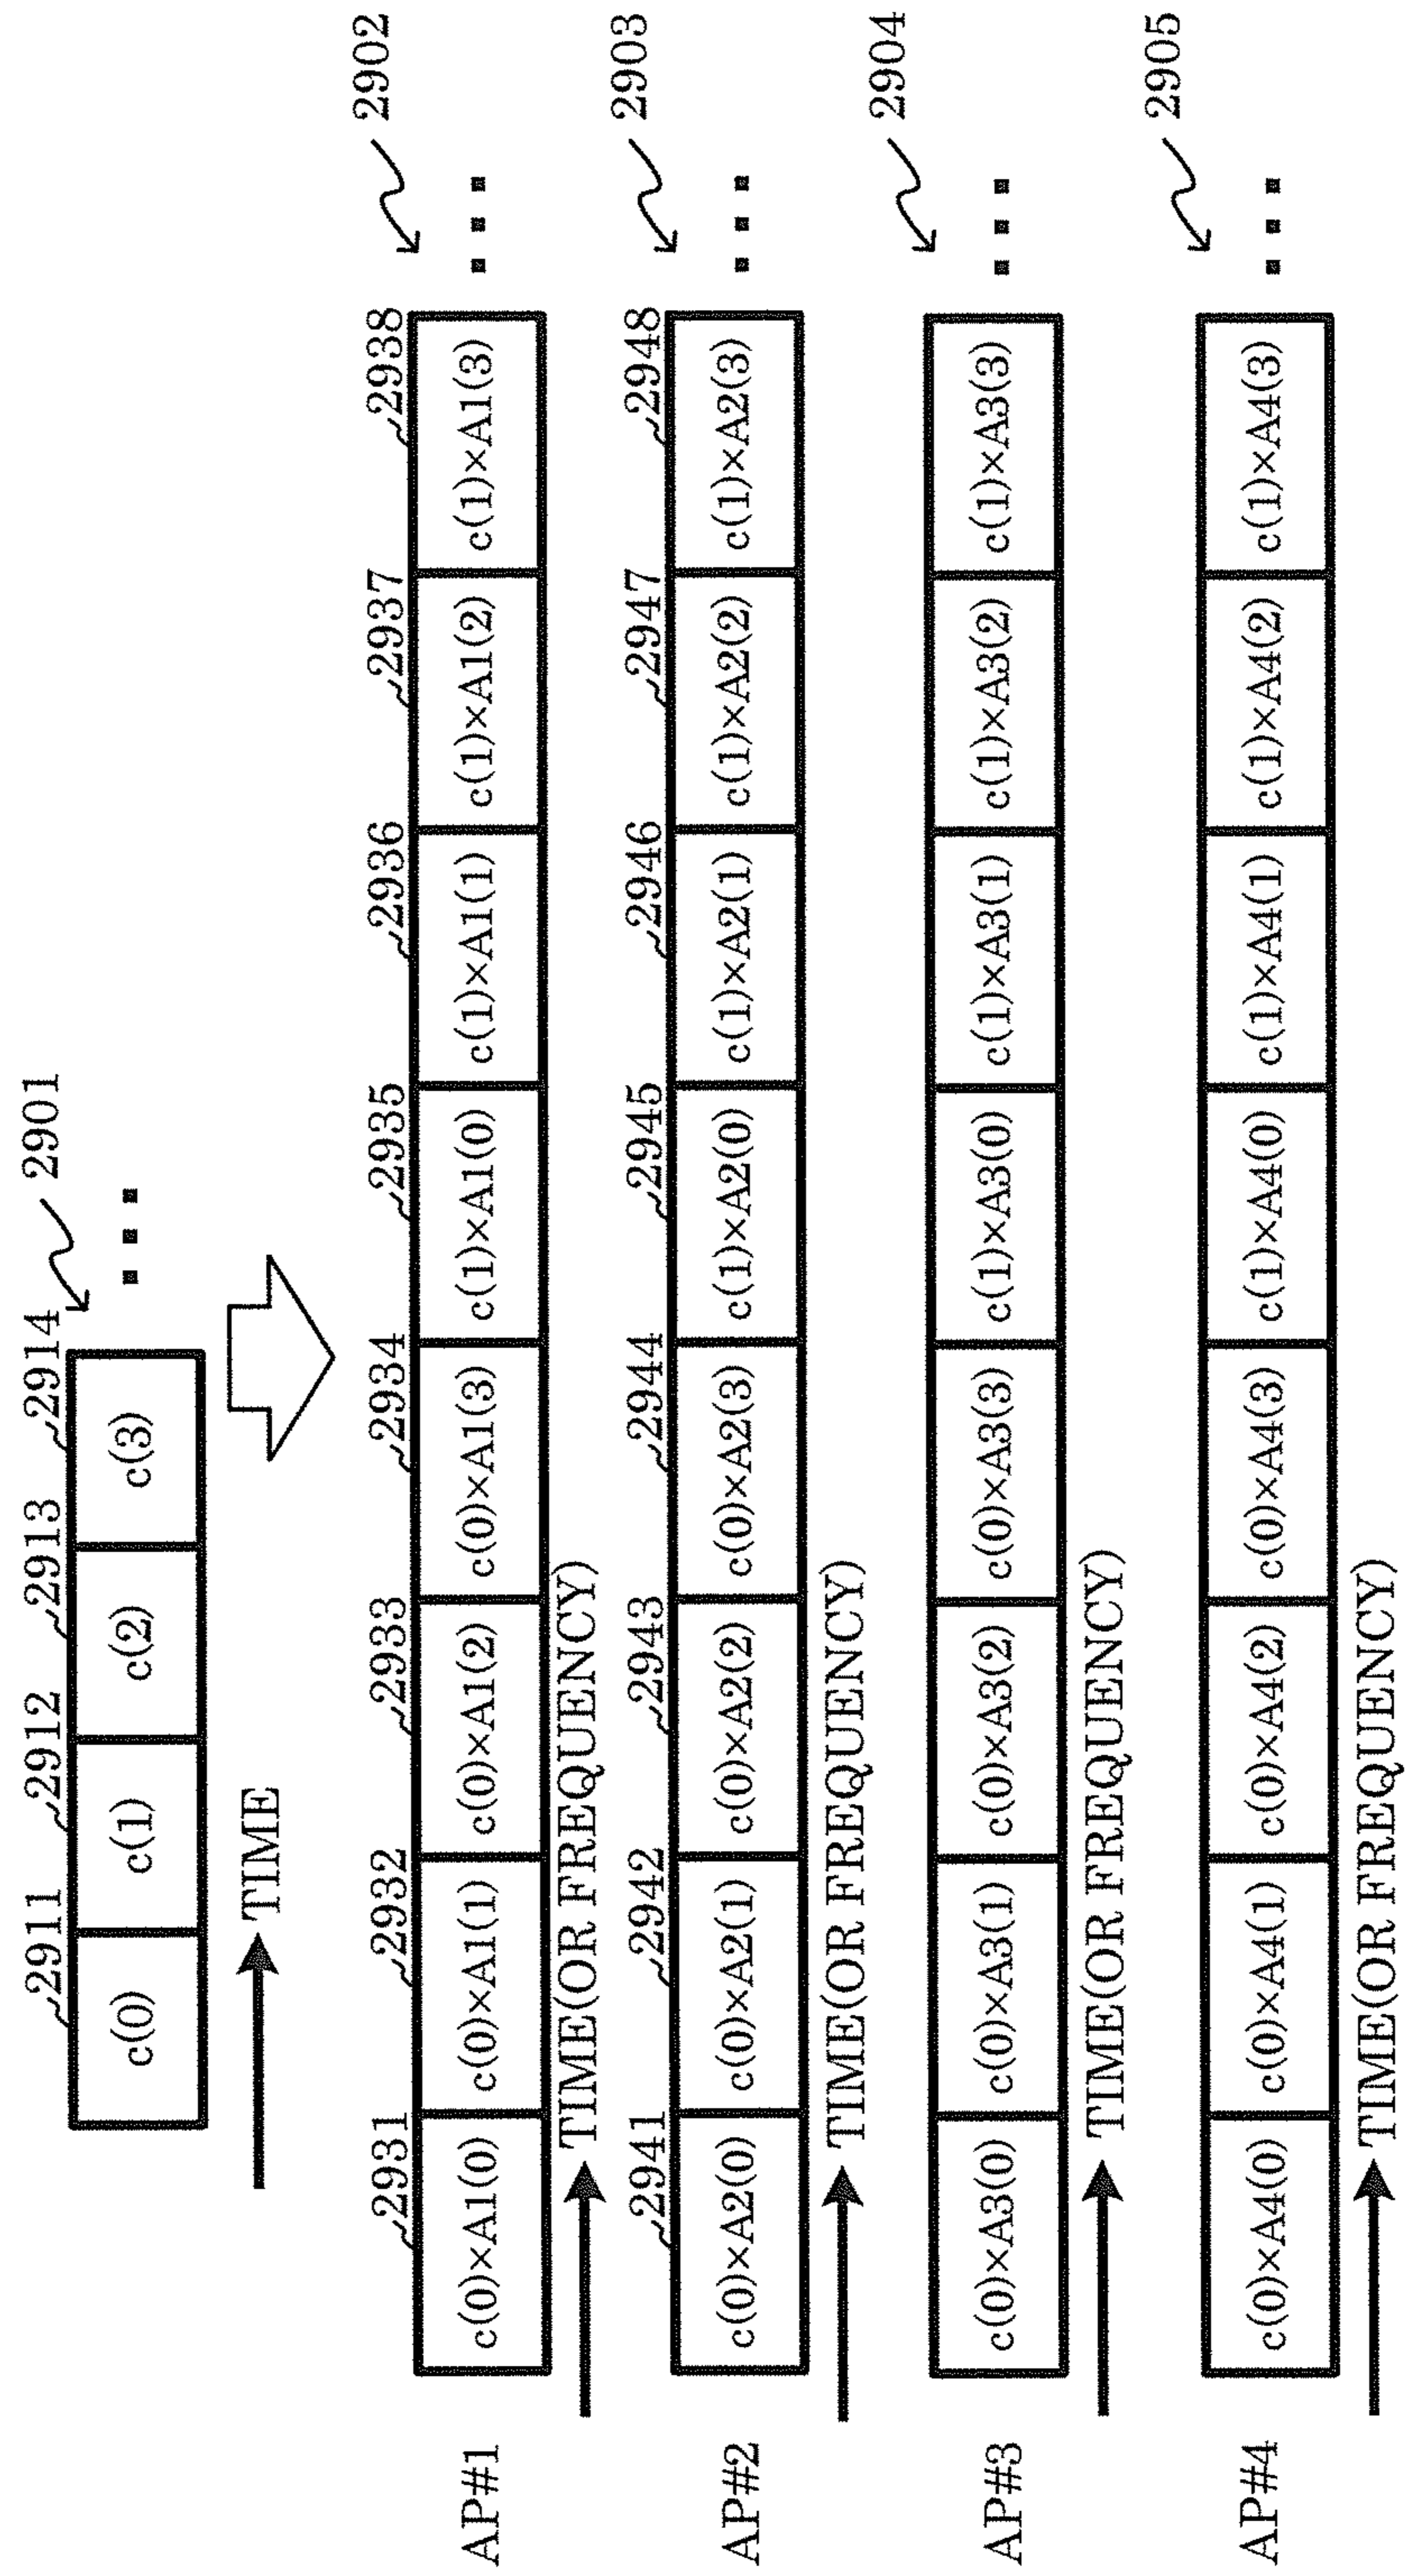 2911 2912 2913 2914 2901
c(0) c(1) c(2) c(3) ...
TIME
2931 2932 2933 2934 2935 2936 2937 2938 2902
AP#1 c(0)×A1(0) c(0)×A1(1) c(0)×A1(2) c(0)×A1(3) c(1)×A1(0) c(1)×A1(1) c(1)×A1(2) c(1)×A1(3) ...
TIME(OR FREQUENCY)
2941 2942 2943 2944 2945 2946 2947 2948 2903
AP#2 c(0)×A2(0) c(0)×A2(1) c(0)×A2(2) c(0)×A2(3) c(1)×A2(0) c(1)×A2(1) c(1)×A2(2) c(1)×A2(3) ...
TIME(OR FREQUENCY)
2904
AP#3 c(0)×A3(0) c(0)×A3(1) c(0)×A3(2) c(0)×A3(3) c(1)×A3(0) c(1)×A3(1) c(1)×A3(2) c(1)×A3(3) ...
TIME(OR FREQUENCY)
2905
AP#4 c(0)×A4(0) c(0)×A4(1) c(0)×A4(2) c(0)×A4(3) c(1)×A4(0) c(1)×A4(1) c(1)×A4(2) c(1)×A4(3) ...
TIME(OR FREQUENCY)